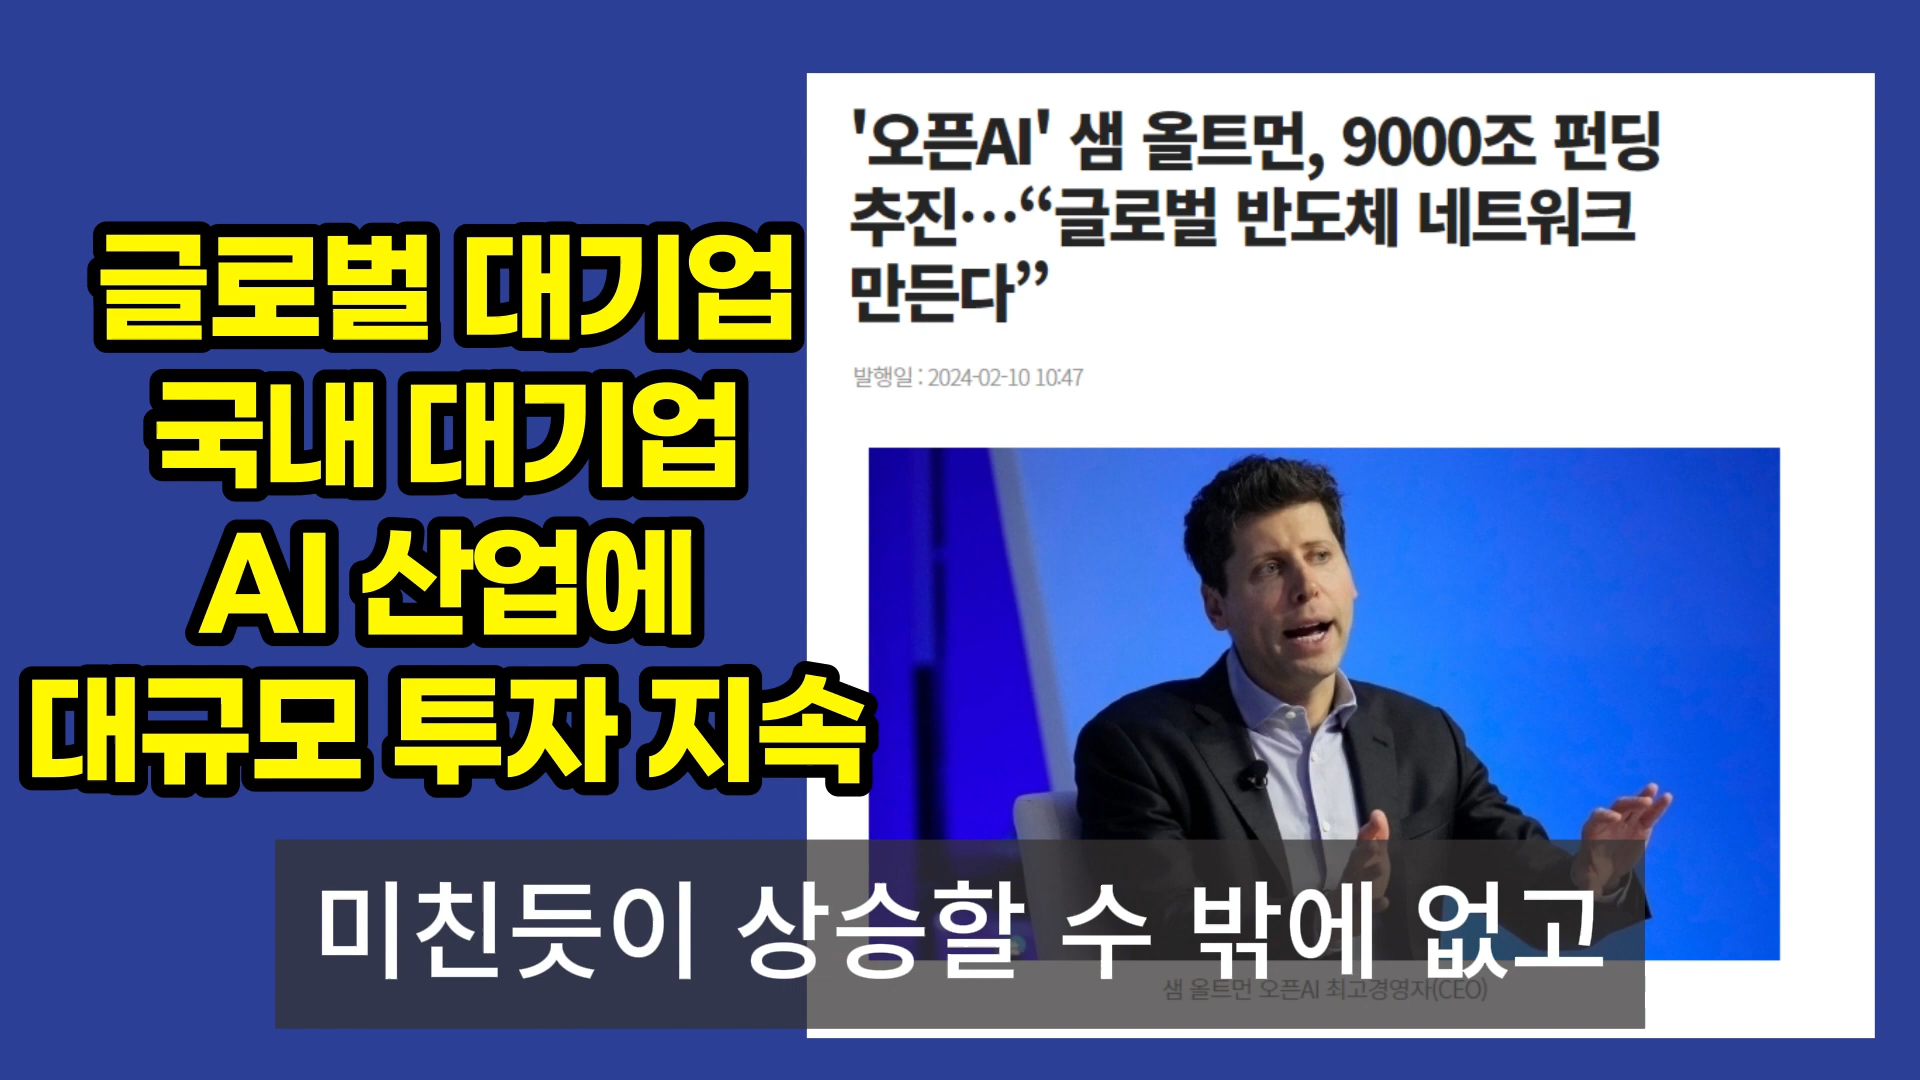 글로벌 대기업
국내 대기업
AI 산업에
대규모 투자 지속
'오픈AI' 샘 올트먼, 9000조 펀딩
추진…“글로벌 반도체 네트워크
만든다”
발행일 : 2024-02-10 10:47
미친듯이 상승할 수 밖에 없고
샘 올트먼 오픈AI 최고경영자(CEO)